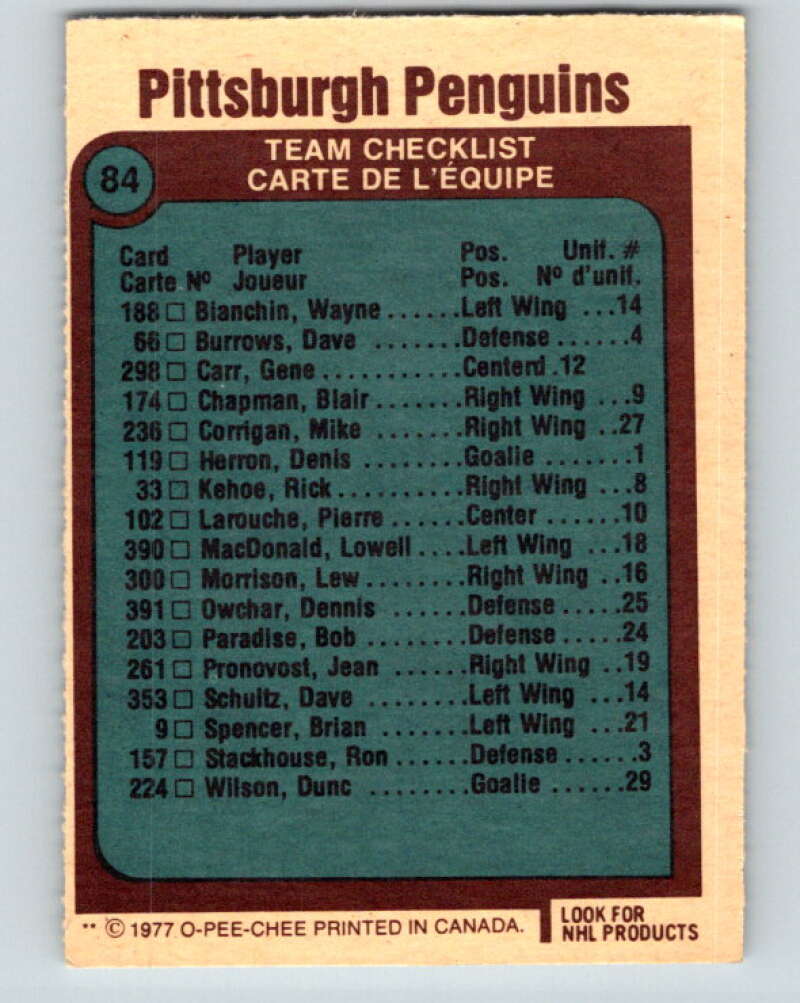 Pittsburgh Penguins
TEAM CHECKLIST
84
CARTE DE L'ÉQUIPE
Card Player Pos. Unif. #
Carte Nº Joueur Pos. Nº d'unif.
188 □ Bianchin, Wayne ......Left Wing ...14
66 □ Burrows, Dave .......Defense ......4
298 □ Carr, Gene ...........Centerd .12
174 □ Chapman, Blair.......Right Wing ...9
236 □ Corrigan, Mike .......Right Wing ..27
119 □ Herron, Denis ........Goalie .......1
33 □ Kehoe, Rick..........Right Wing ...8
102 □ Larouche, Pierre ......Center ......10
390 □ MacDonald, Lowell ....Left Wing ...18
300 □ Morrison, Lew ........Right Wing ..16
391 □ Owchar, Dennis ......Defense .....25
203 □ Paradise, Bob ........Defense .....24
261 □ Pronovost, Jean ......Right Wing ..19
353 □ Schultz, Dave ........Left Wing ...14
9 □ Spencer, Brian .......Left Wing ...21
157 □ Stackhouse, Ron ......Defense ......3
224 □ Wilson, Dunc ........Goalie ......29
** © 1977 O-PEE-CHEE PRINTED IN CANADA.
LOOK FOR
NHL PRODUCTS